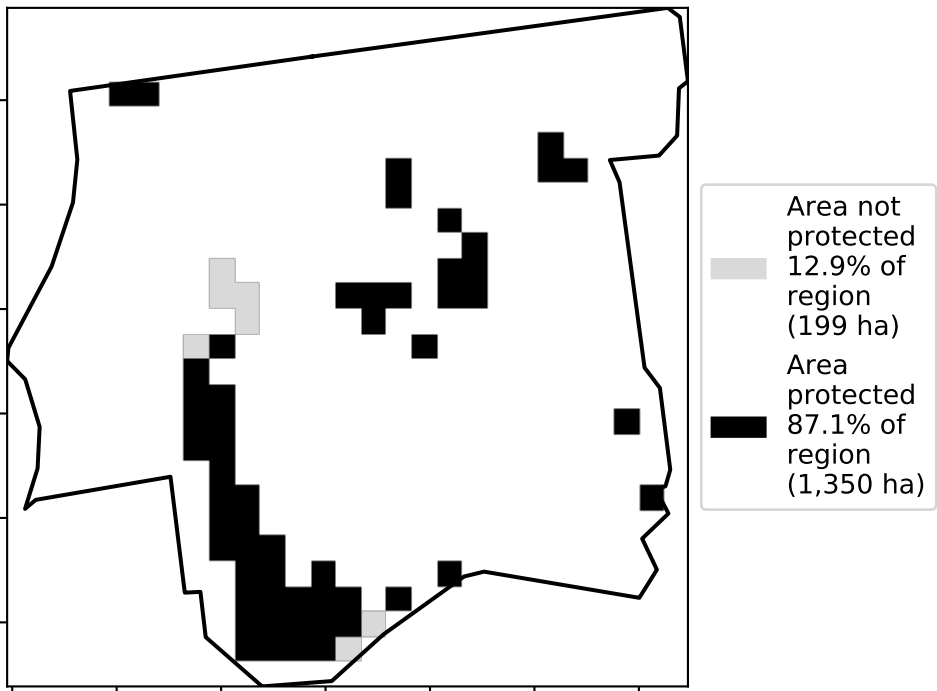 Area not
protected
12.9% of
region
(199 ha)
Area
protected
87.1% of
region
(1,350 ha)